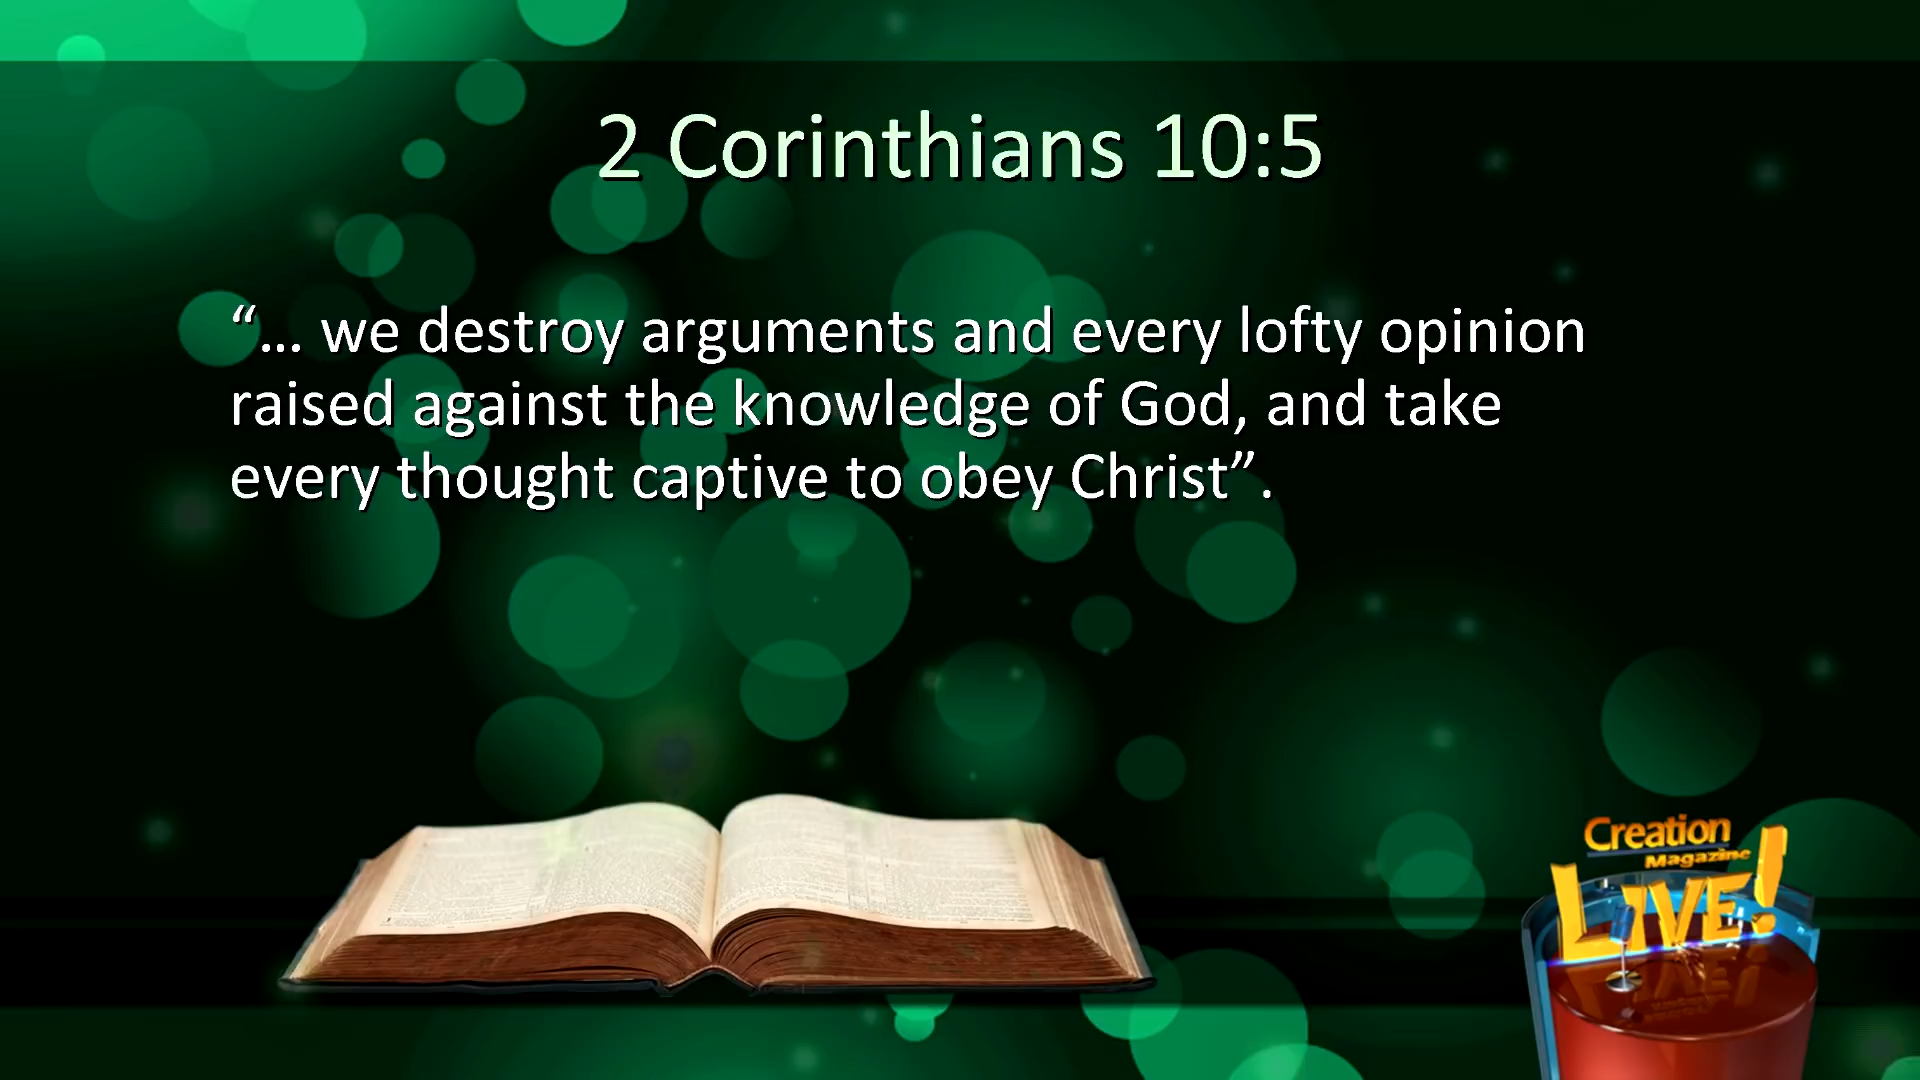 2 Corinthians 10:5
“… we destroy arguments and every lofty opinion
raised against the knowledge of God, and take
every thought captive to obey Christ”.
Creation
Magazine
LIVE!